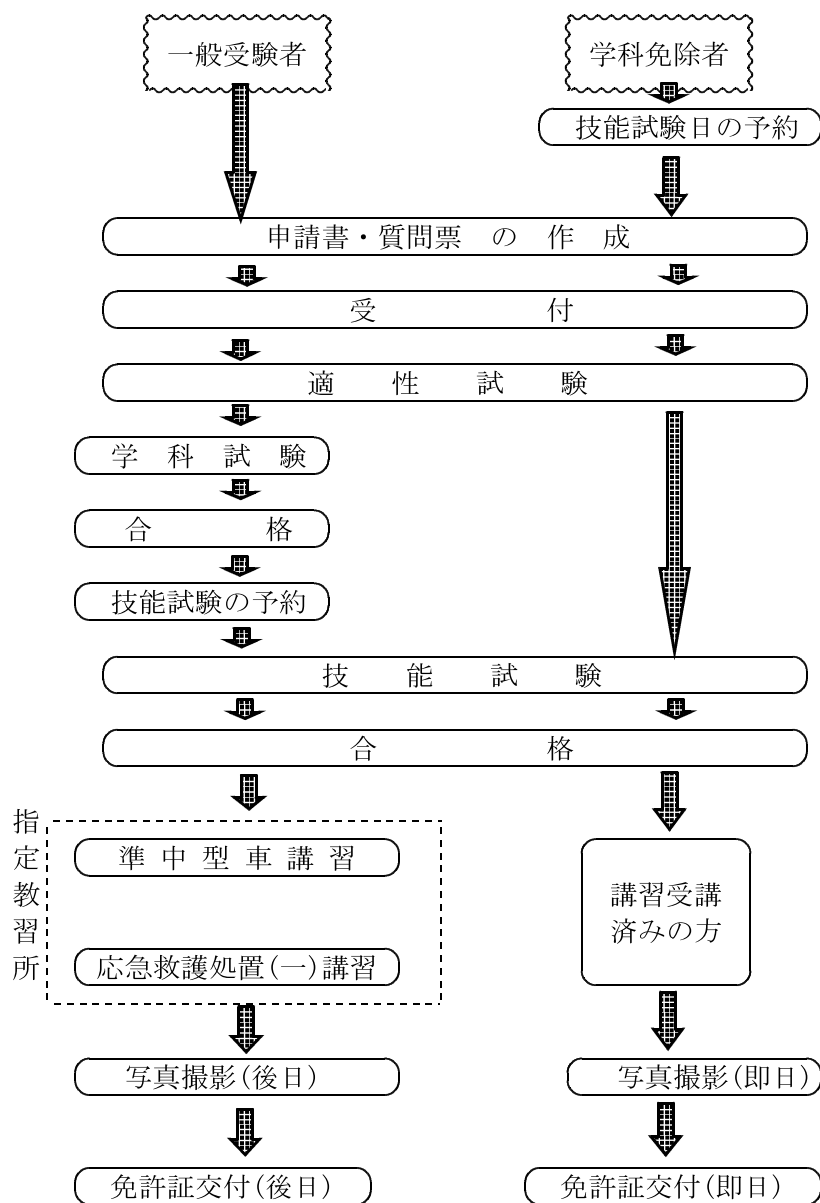 一般受験者
学科免除者
技能試験日の予約
申請書・質問票 の 作 成
受 付
適 性 試 験
学 科 試 験
合 格
技能試験の予約
技 能 試 験
合 格
指定教習所
準 中 型 車 講 習
応急救護処置(一)講習
講習受講
済みの方
写真撮影(後日)
写真撮影(即日)
免許証交付(後日)
免許証交付(即日)